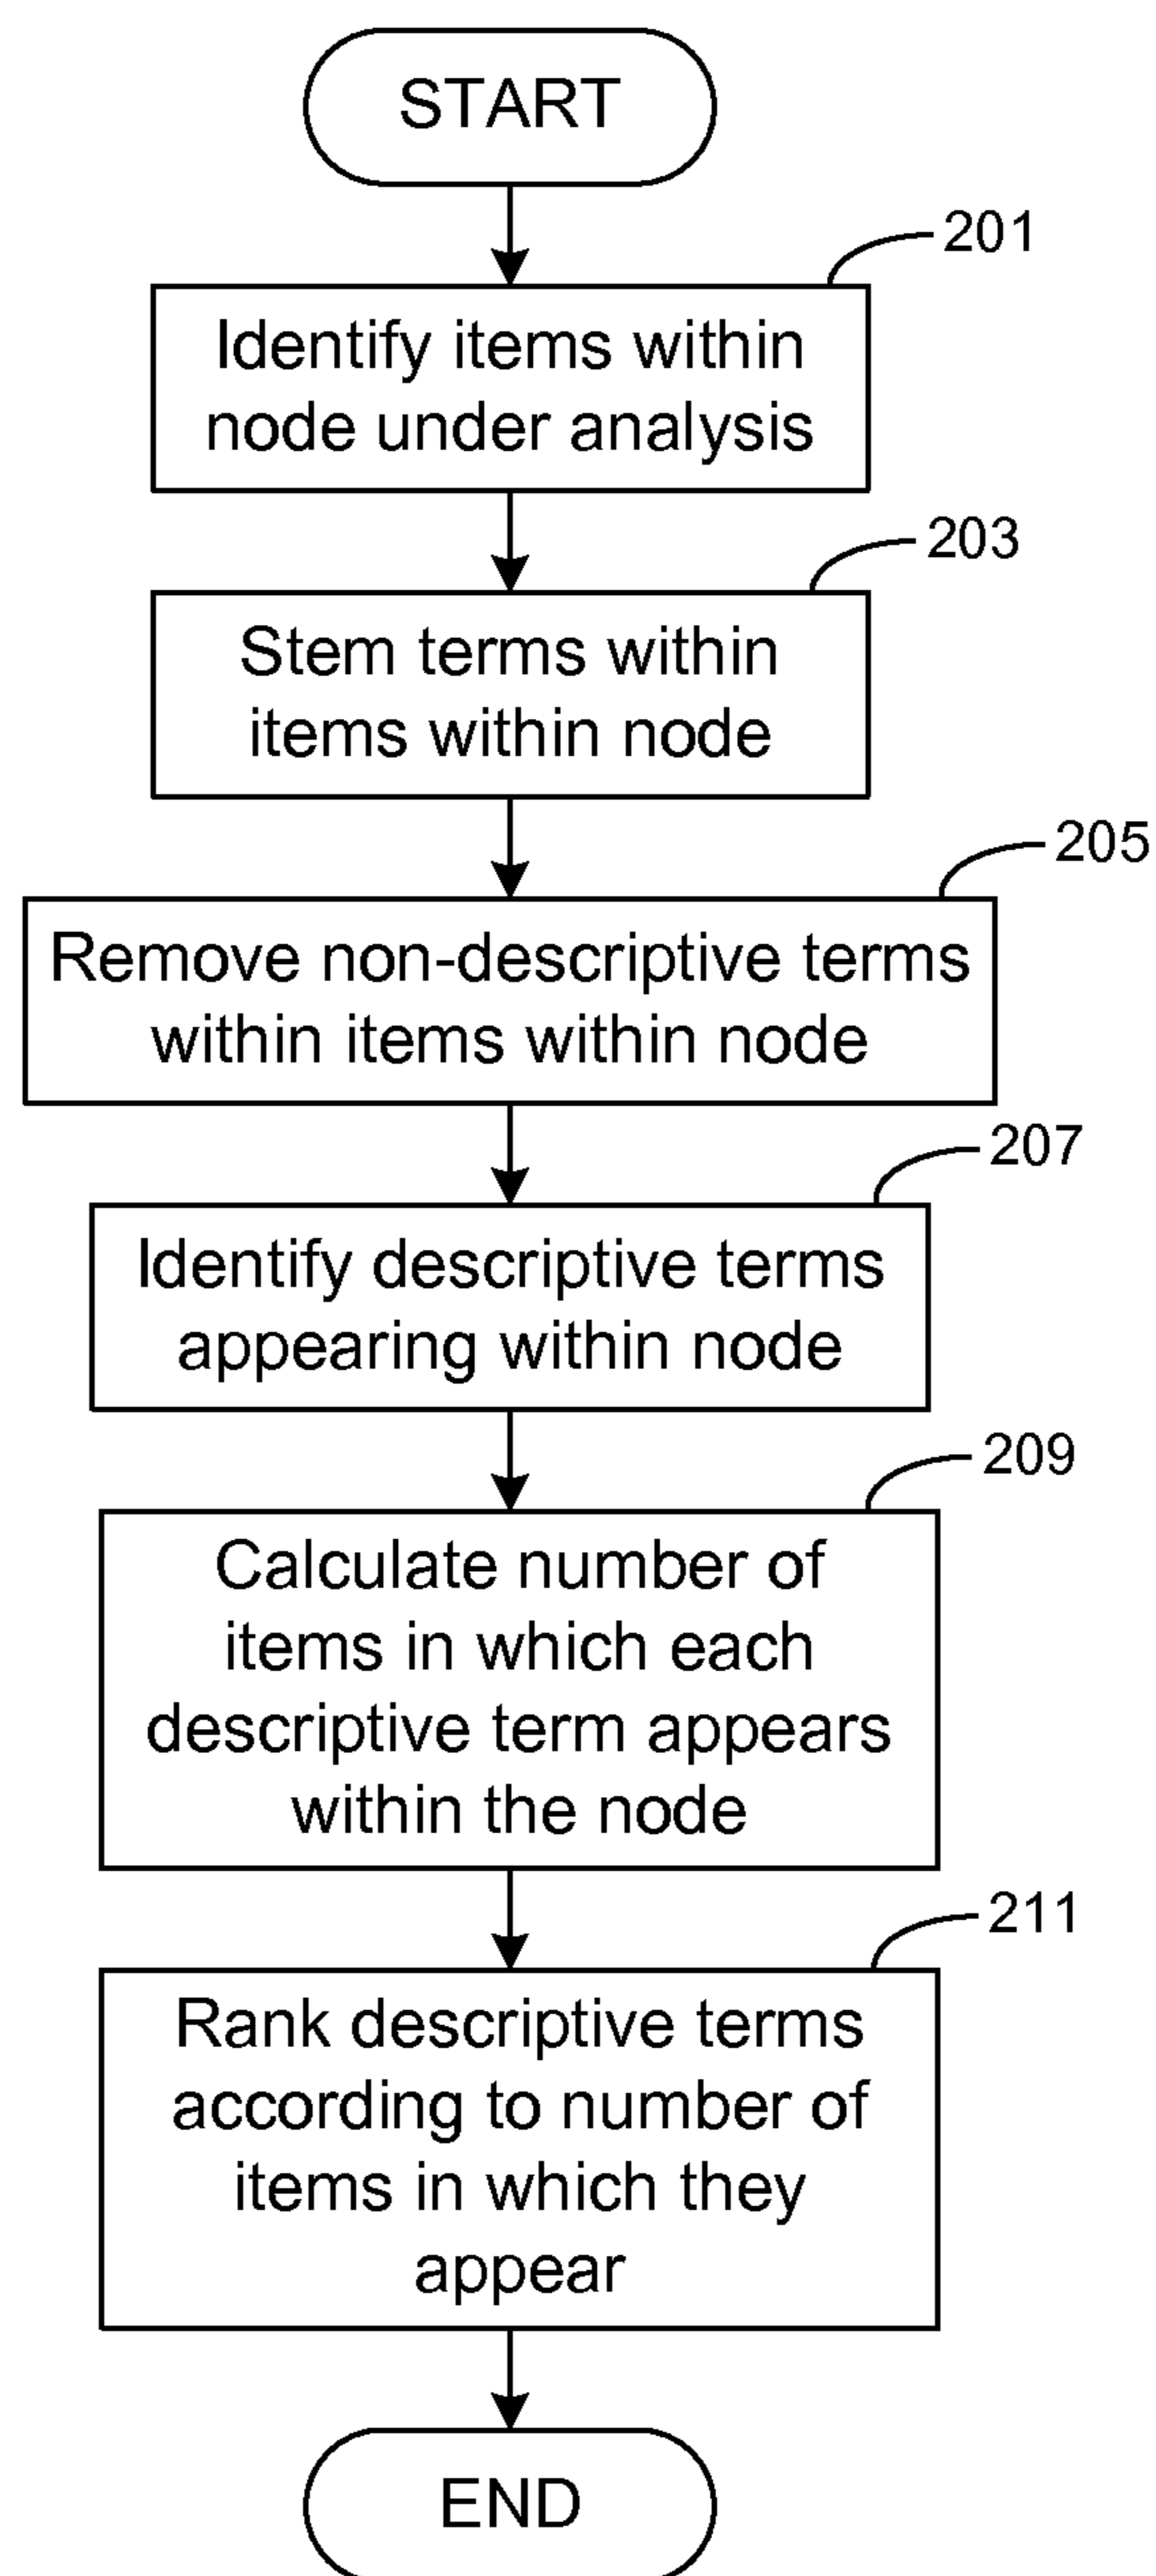 START
201
Identify items within
node under analysis
203
Stem terms within
items within node
205
Remove non-descriptive terms
within items within node
207
Identify descriptive terms
appearing within node
209
Calculate number of
items in which each
descriptive term appears
within the node
211
Rank descriptive terms
according to number of
items in which they
appear
END